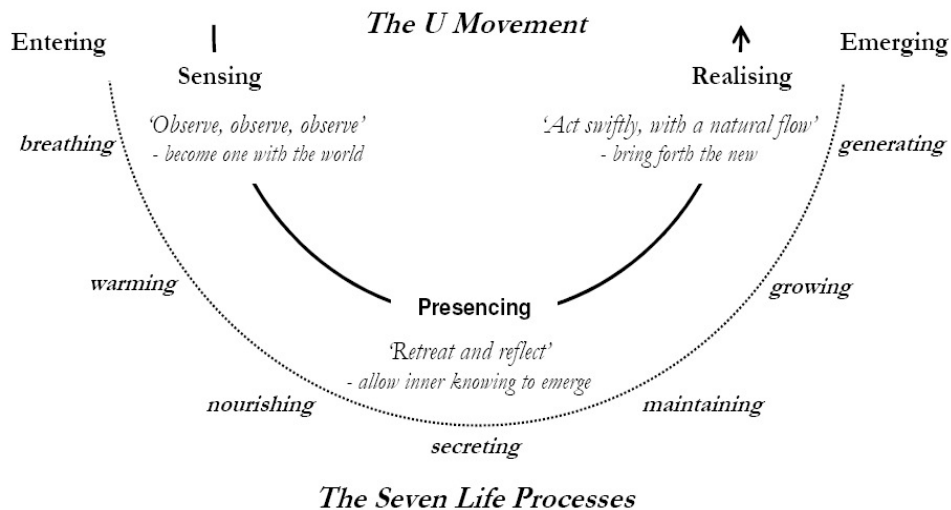 The U Movement
Entering
Emerging
Sensing
Realising
'Observe, observe, observe'
- become one with the world
'Act swiftly, with a natural flow'
- bring forth the new
breathing
generating
warming
growing
Presencing
'Retreat and reflect'
- allow inner knowing to emerge
nourishing
maintaining
secreting
The Seven Life Processes